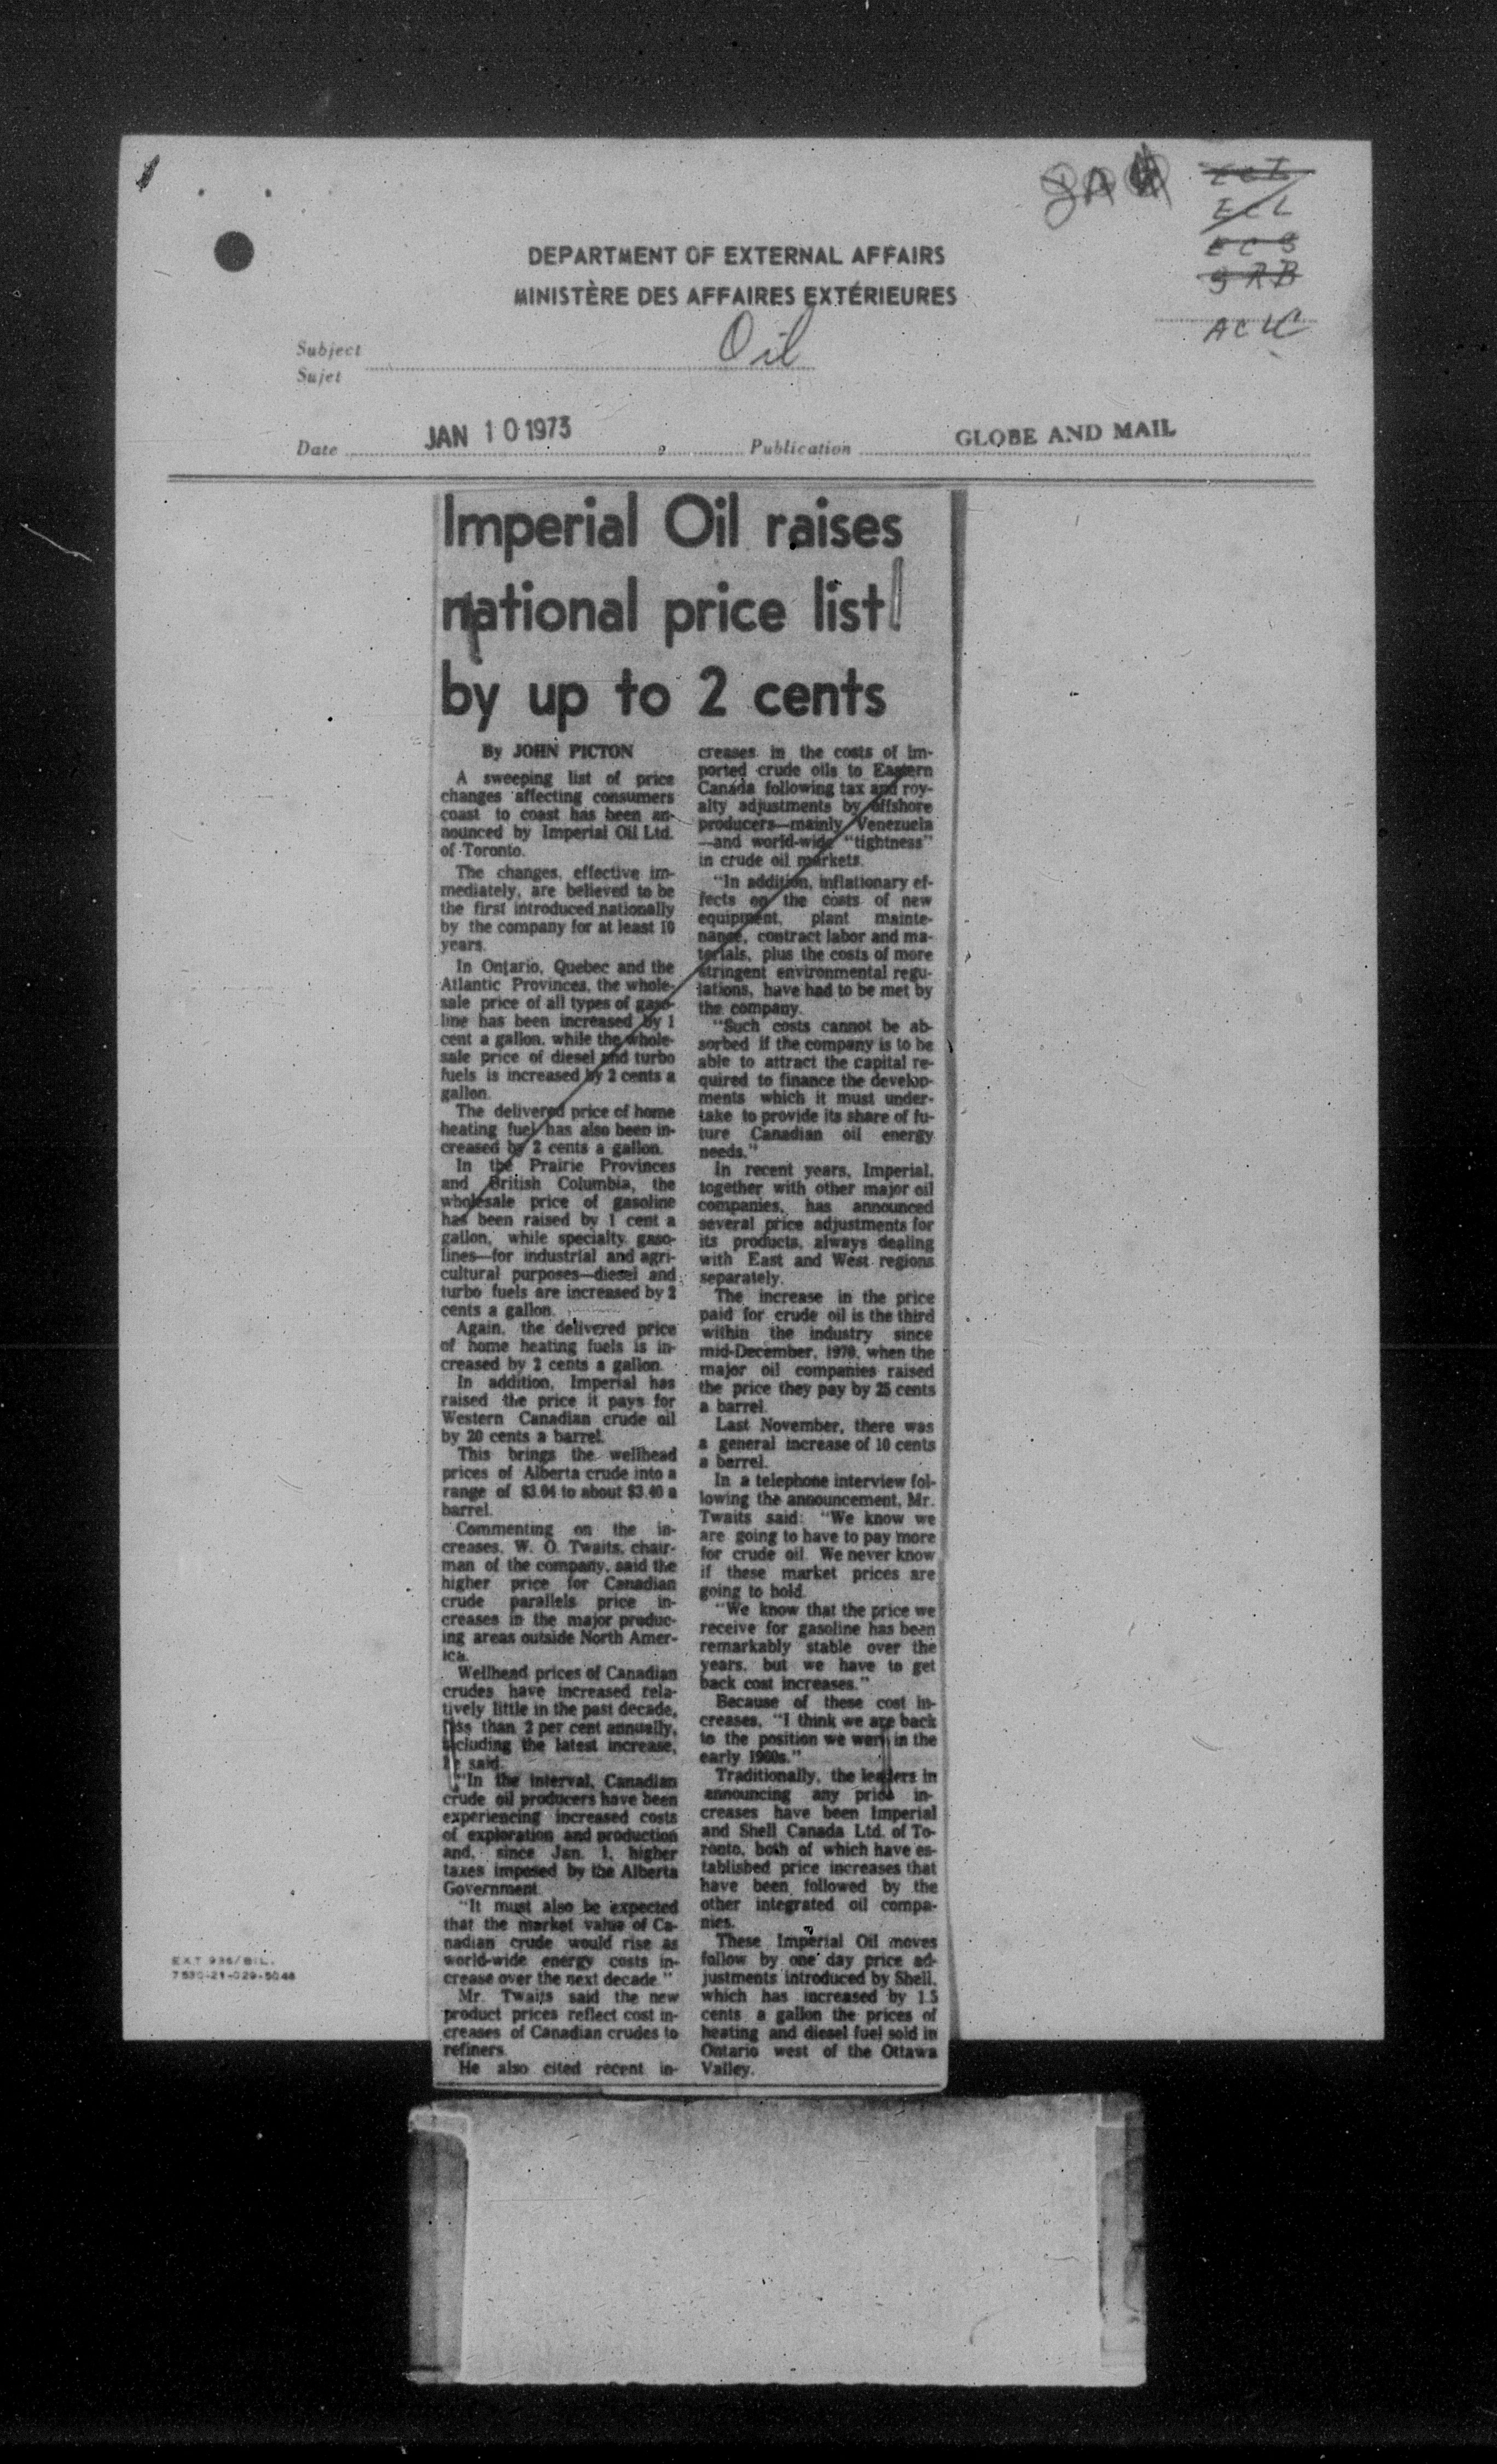 ECL
ECS
DEPARTMENT OF EXTERNAL AFFAIRS
MINISTÈRE DES AFFAIRES EXTÉRIEURES
Subject
Sujet
Oil
Date
JAN 10 1973
Publication
GLOBE AND MAIL
Imperial Oil raises
national price list
by up to 2 cents
By JOHN PICTON
A sweeping list of price
changes affecting consumers
coast to coast has been an-
nounced by Imperial Oil Ltd.
of Toronto.
The changes, effective im-
mediately, are believed to be
the first introduced nationally
by the company for at least 10
years.
In Ontario, Quebec and the
Atlantic Provinces, the whole-
sale price of all types of gaso-
line has been increased by 1
cent a gallon, while the whole-
sale price of diesel and turbo
fuels is increased by 2 cents a
gallon.
The delivered price of home
heating fuel has also been in-
creased by 2 cents a gallon.
In the Prairie Provinces
and British Columbia, the
wholesale price of gasoline
has been raised by 1 cent a
gallon, while specialty gaso-
lines—for industrial and agri-
cultural purposes—diesel and
turbo fuels are increased by 2
cents a gallon.
Again, the delivered price
of home heating fuels is in-
creased by 2 cents a gallon.
In addition, Imperial has
raised the price it pays for
Western Canadian crude oil
by 20 cents a barrel.
This brings the wellhead
prices of Alberta crude into a
range of $3.04 to about $3.40 a
barrel.
Commenting on the in-
creases, W. O. Twaits, chair-
man of the company, said the
higher price for Canadian
crude parallels price in-
creases in the major produc-
ing areas outside North Amer-
ica.
Wellhead prices of Canadian
crudes have increased rela-
tively little in the past decade,
less than 2 per cent annually,
including the latest increase,
he said.
"In the interval, Canadian
crude oil producers have been
experiencing increased costs
of exploration and production
and, since Jan. 1, higher
taxes imposed by the Alberta
Government.
"It must also be expected
that the market value of Ca-
nadian crude would rise as
world-wide energy costs in-
crease over the next decade."
Mr. Twaits said the new
product prices reflect cost in-
creases of Canadian crudes to
refiners.
He also cited recent in-
creases in the costs of im-
ported crude oils to Eastern
Canada following tax and roy-
alty adjustments by offshore
producers—mainly Venezuela
—and world-wide "tightness"
in crude oil markets.
"In addition, inflationary ef-
fects on the costs of new
equipment, plant mainte-
nance, contract labor and ma-
terials, plus the costs of more
stringent environmental regu-
lations, have had to be met by
the company.
"Such costs cannot be ab-
sorbed if the company is to be
able to attract the capital re-
quired to finance the develop-
ments which it must under-
take to provide its share of fu-
ture Canadian oil energy
needs."
In recent years, Imperial,
together with other major oil
companies, has announced
several price adjustments for
its products, always dealing
with East and West regions
separately.
The increase in the price
paid for crude oil is the third
within the industry since
mid-December, 1970, when the
major oil companies raised
the price they pay by 25 cents
a barrel.
Last November, there was
a general increase of 10 cents
a barrel.
In a telephone interview fol-
lowing the announcement, Mr.
Twaits said: "We know we
are going to have to pay more
for crude oil. We never know
if these market prices are
going to hold.
"We know that the price we
receive for gasoline has been
remarkably stable over the
years, but we have to get
back cost increases."
Because of these cost in-
creases, "I think we are back
to the position we were in the
early 1960s."
Traditionally, the leaders in
announcing any price in-
creases have been Imperial
and Shell Canada Ltd. of To-
ronto, both of which have es-
tablished price increases that
have been followed by the
other integrated oil compa-
nies.
These Imperial Oil moves
follow by one day price ad-
justments introduced by Shell,
which has increased by 1.5
cents a gallon the prices of
heating and diesel fuel sold in
Ontario west of the Ottawa
Valley.
EXT 936/BIL.
7530-21-029-5048